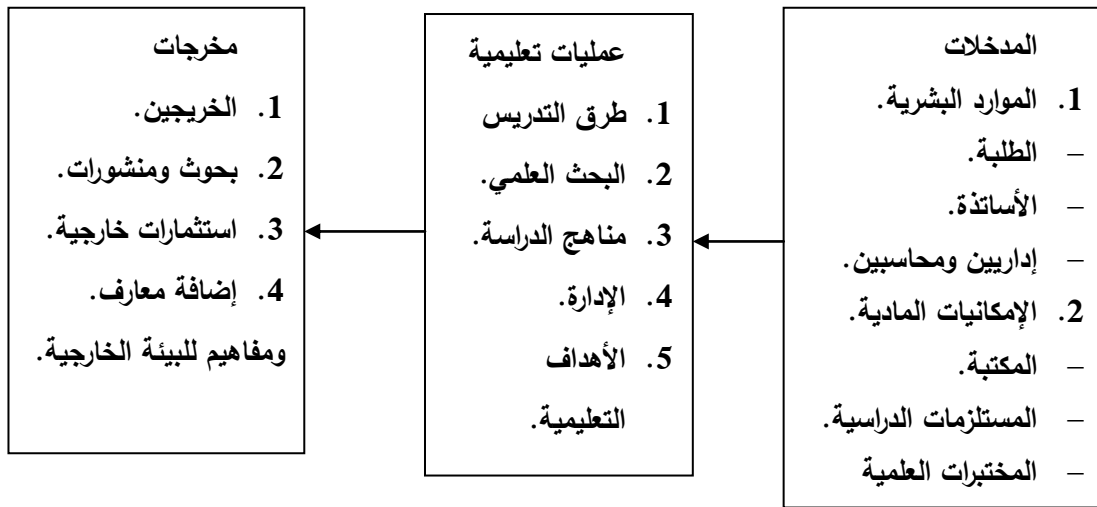 المدخلات
1. الموارد البشرية.
– الطلبة.
– الأساتذة.
– إداريين ومحاسبين.
2. الإمكانيات المادية.
– المكتبة.
– المستلزمات الدراسية.
– المختبرات العلمية
عمليات تعليمية
1. طرق التدريس
2. البحث العلمي.
3. مناهج الدراسة.
4. الإدارة.
5. الأهداف
التعليمية.
مخرجات
1. الخريجين.
2. بحوث ومنشورات.
3. استثمارات خارجية.
4. إضافة معارف.
ومفاهيم للبيئة الخارجية.